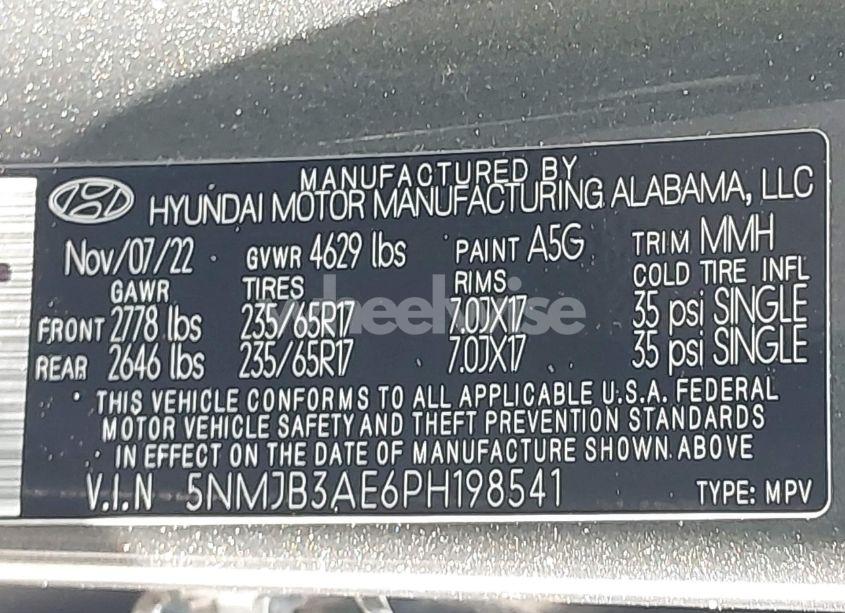 MANUFACTURED BY
HYUNDAI MOTOR MANUFACTURING ALABAMA, LLC
Nov/07/22 GVWR 4629 lbs PAINT A5G TRIM MMH
GAWR TIRES RIMS COLD TIRE INFL
FRONT 2778 lbs 235/65R17 7.0JX17 35 psi SINGLE
wheelwise
REAR 2646 lbs 235/65R17 7.0JX17 35 psi SINGLE
THIS VEHICLE CONFORMS TO ALL APPLICABLE U.S.A. FEDERAL
MOTOR VEHICLE SAFETY AND THEFT PREVENTION STANDARDS
IN EFFECT ON THE DATE OF MANUFACTURE SHOWN ABOVE
V.I.N 5NMJB3AE6PH198541 TYPE: MPV